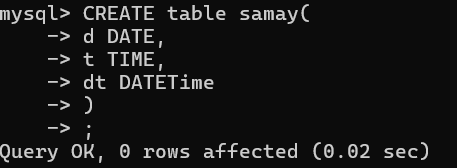 mysql> CREATE table samay(
    -> d DATE,
    -> t TIME,
    -> dt DATETime
    -> )
    -> ;
Query OK, 0 rows affected (0.02 sec)